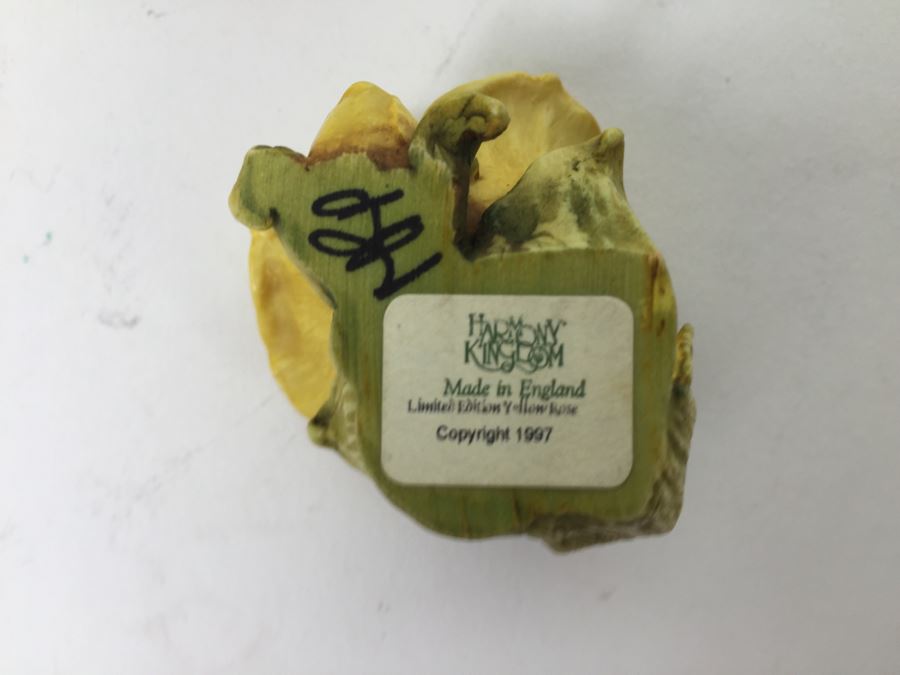 HARMONY
KINGDOM
Made in England
Limited Edition Yellow Rose
Copyright 1997